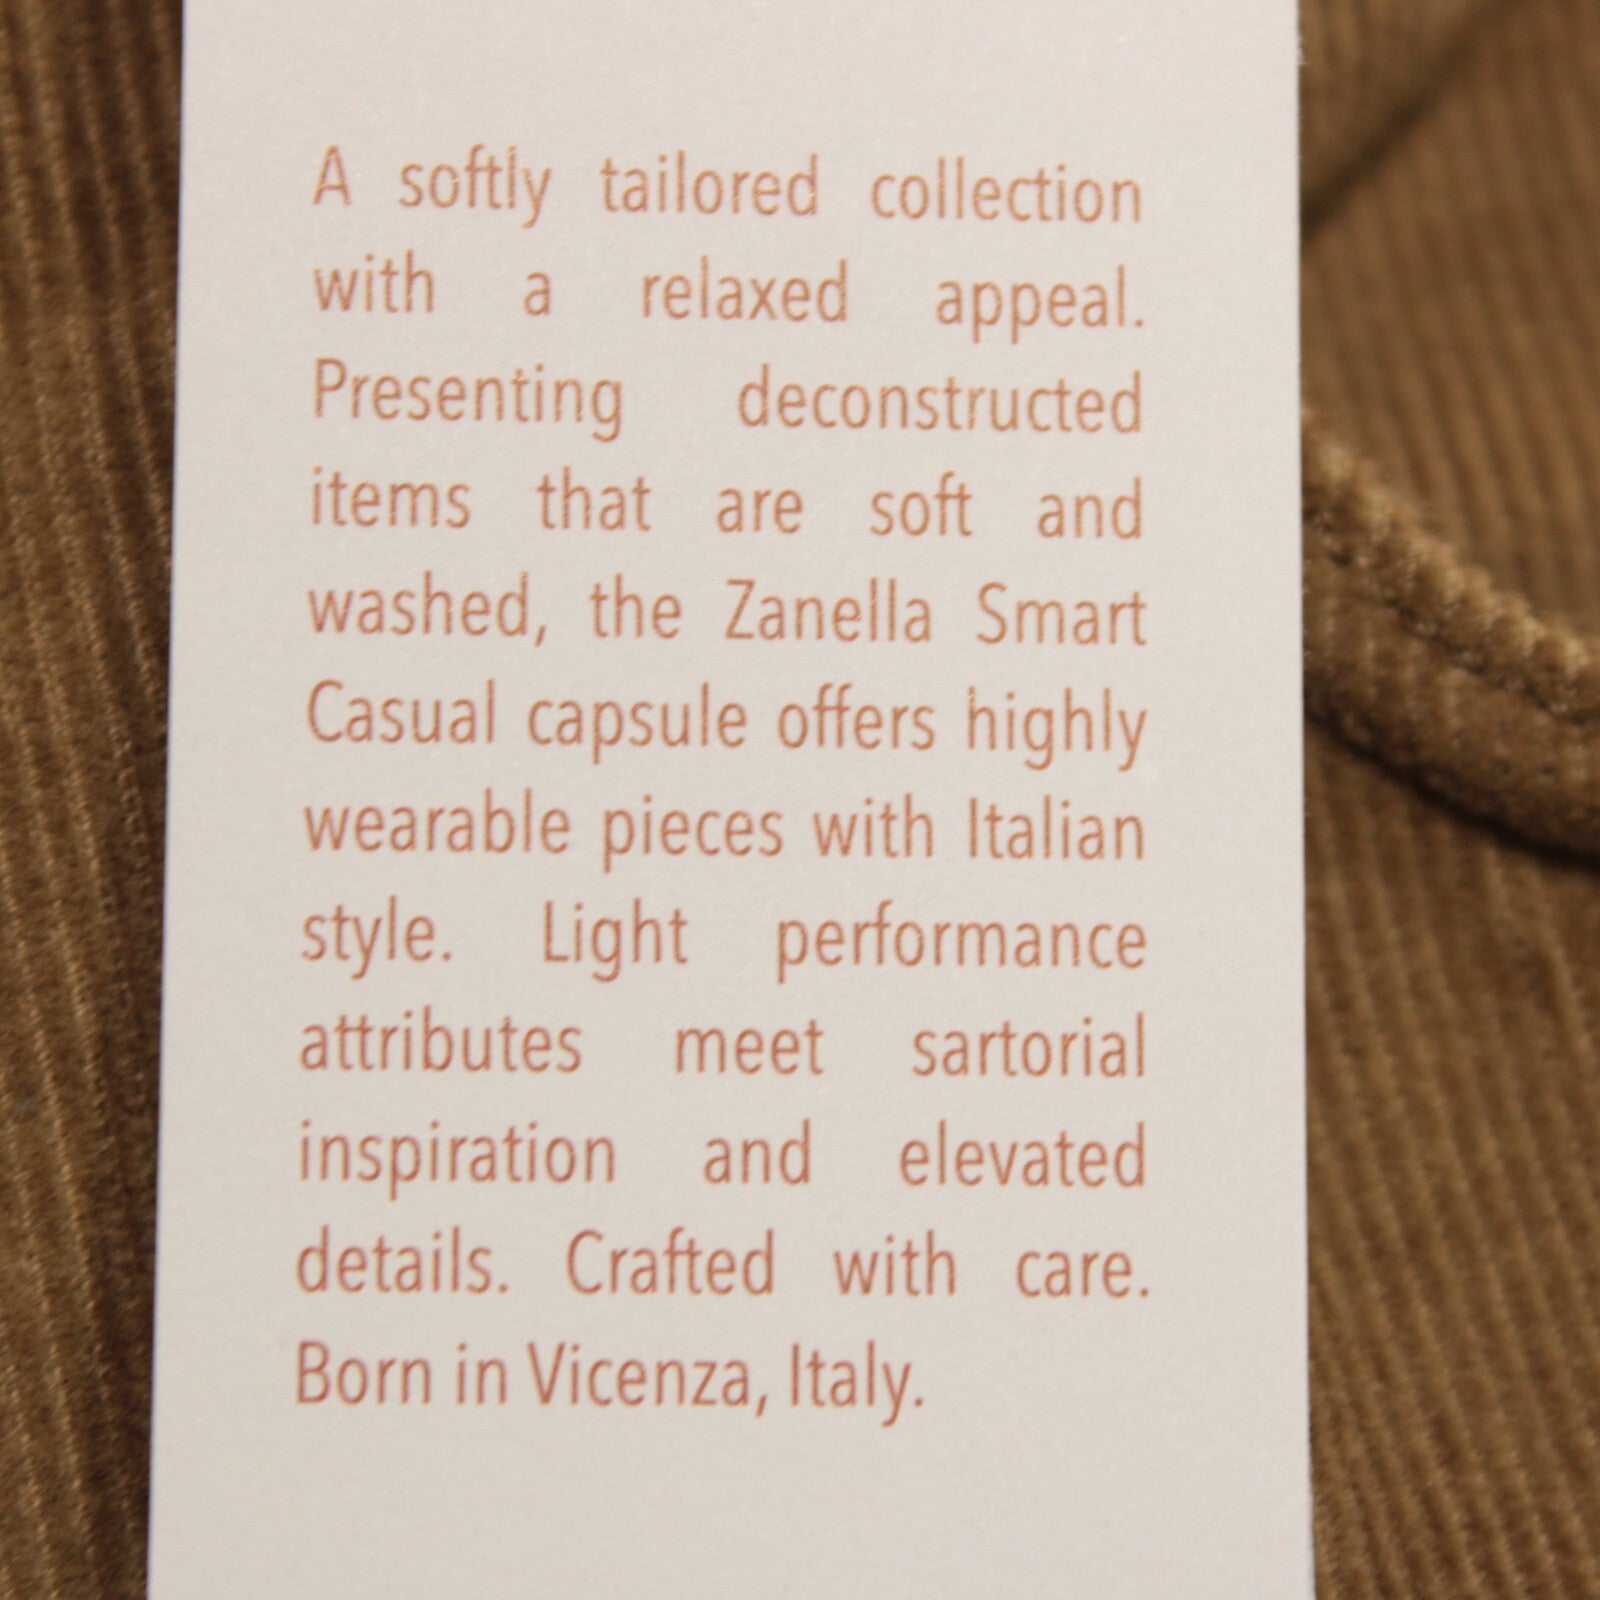 A softly tailored collection
with a relaxed appeal.
Presenting deconstructed
items that are soft and
washed, the Zanella Smart
Casual capsule offers highly
wearable pieces with Italian
style. Light performance
attributes meet sartorial
inspiration and elevated
details. Crafted with care.
Born in Vicenza, Italy.